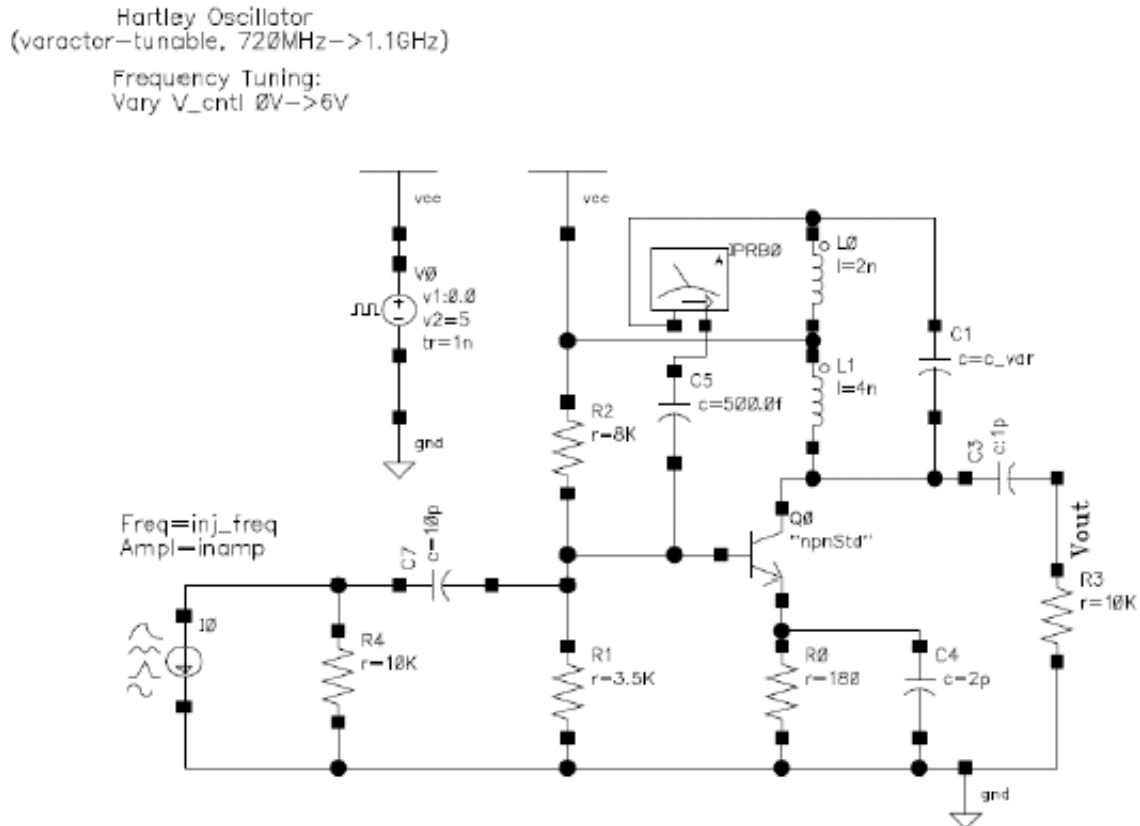 Hartley Oscillator
(varactor-tunable, 720MHz->1.1GHz)
Frequency Tuning:
Vary V_cntl 0V->6V
vcc
vcc
V0
v1:0.0
v2=5
tr=1n
gnd
A
IPRB0
L0
l=2n
L1
l=4n
C1
c=c_var
C5
c=500.0f
R2
r=8K
C3
c:1p
Vout
Q0
"npnStd"
Freq=inj_freq
Ampl=inamp
C7
c=10p
I0
R4
r=10K
R1
r=3.5K
R0
r=180
C4
c=2p
R3
r=10K
gnd